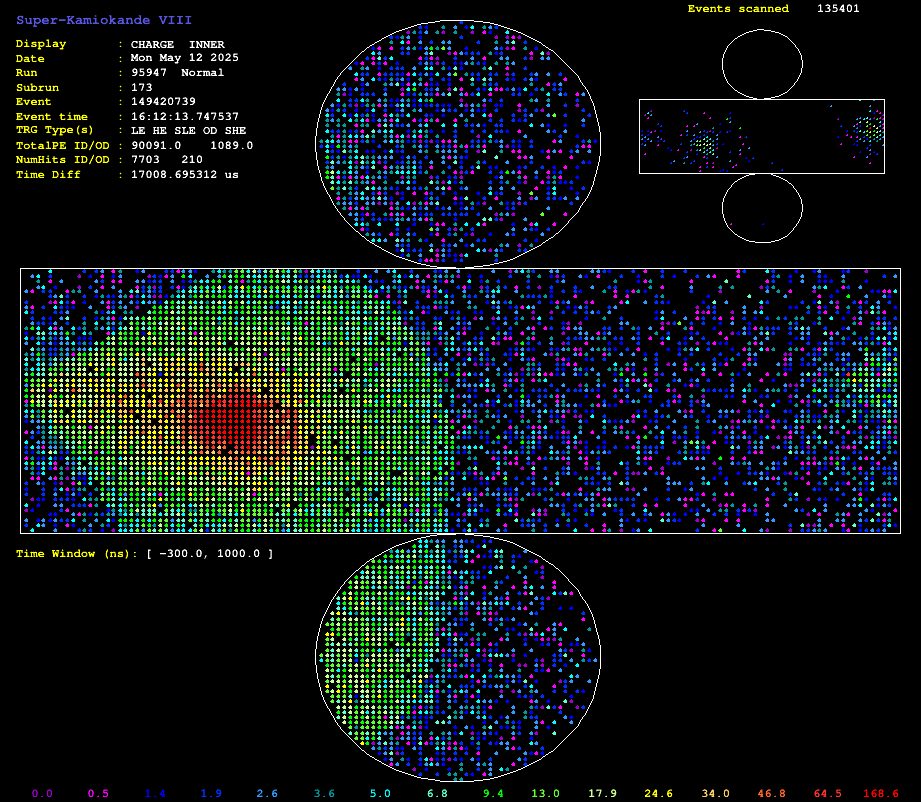 Super-Kamiokande VIII
Events scanned 135401
Display : CHARGE INNER
Date : Mon May 12 2025
Run : 95947 Normal
Subrun : 173
Event : 149420739
Event time : 16:12:13.747537
TRG Type(s) : LE HE SLE OD SHE
TotalPE ID/OD : 90091.0 1089.0
NumHits ID/OD : 7703 210
Time Diff : 17008.695312 us
Time Window (ns): [ −300.0, 1000.0 ]
0.0 0.5 1.4 1.9 2.6 3.6 5.0 6.8 9.4 13.0 17.9 24.6 34.0 46.8 64.5 168.6